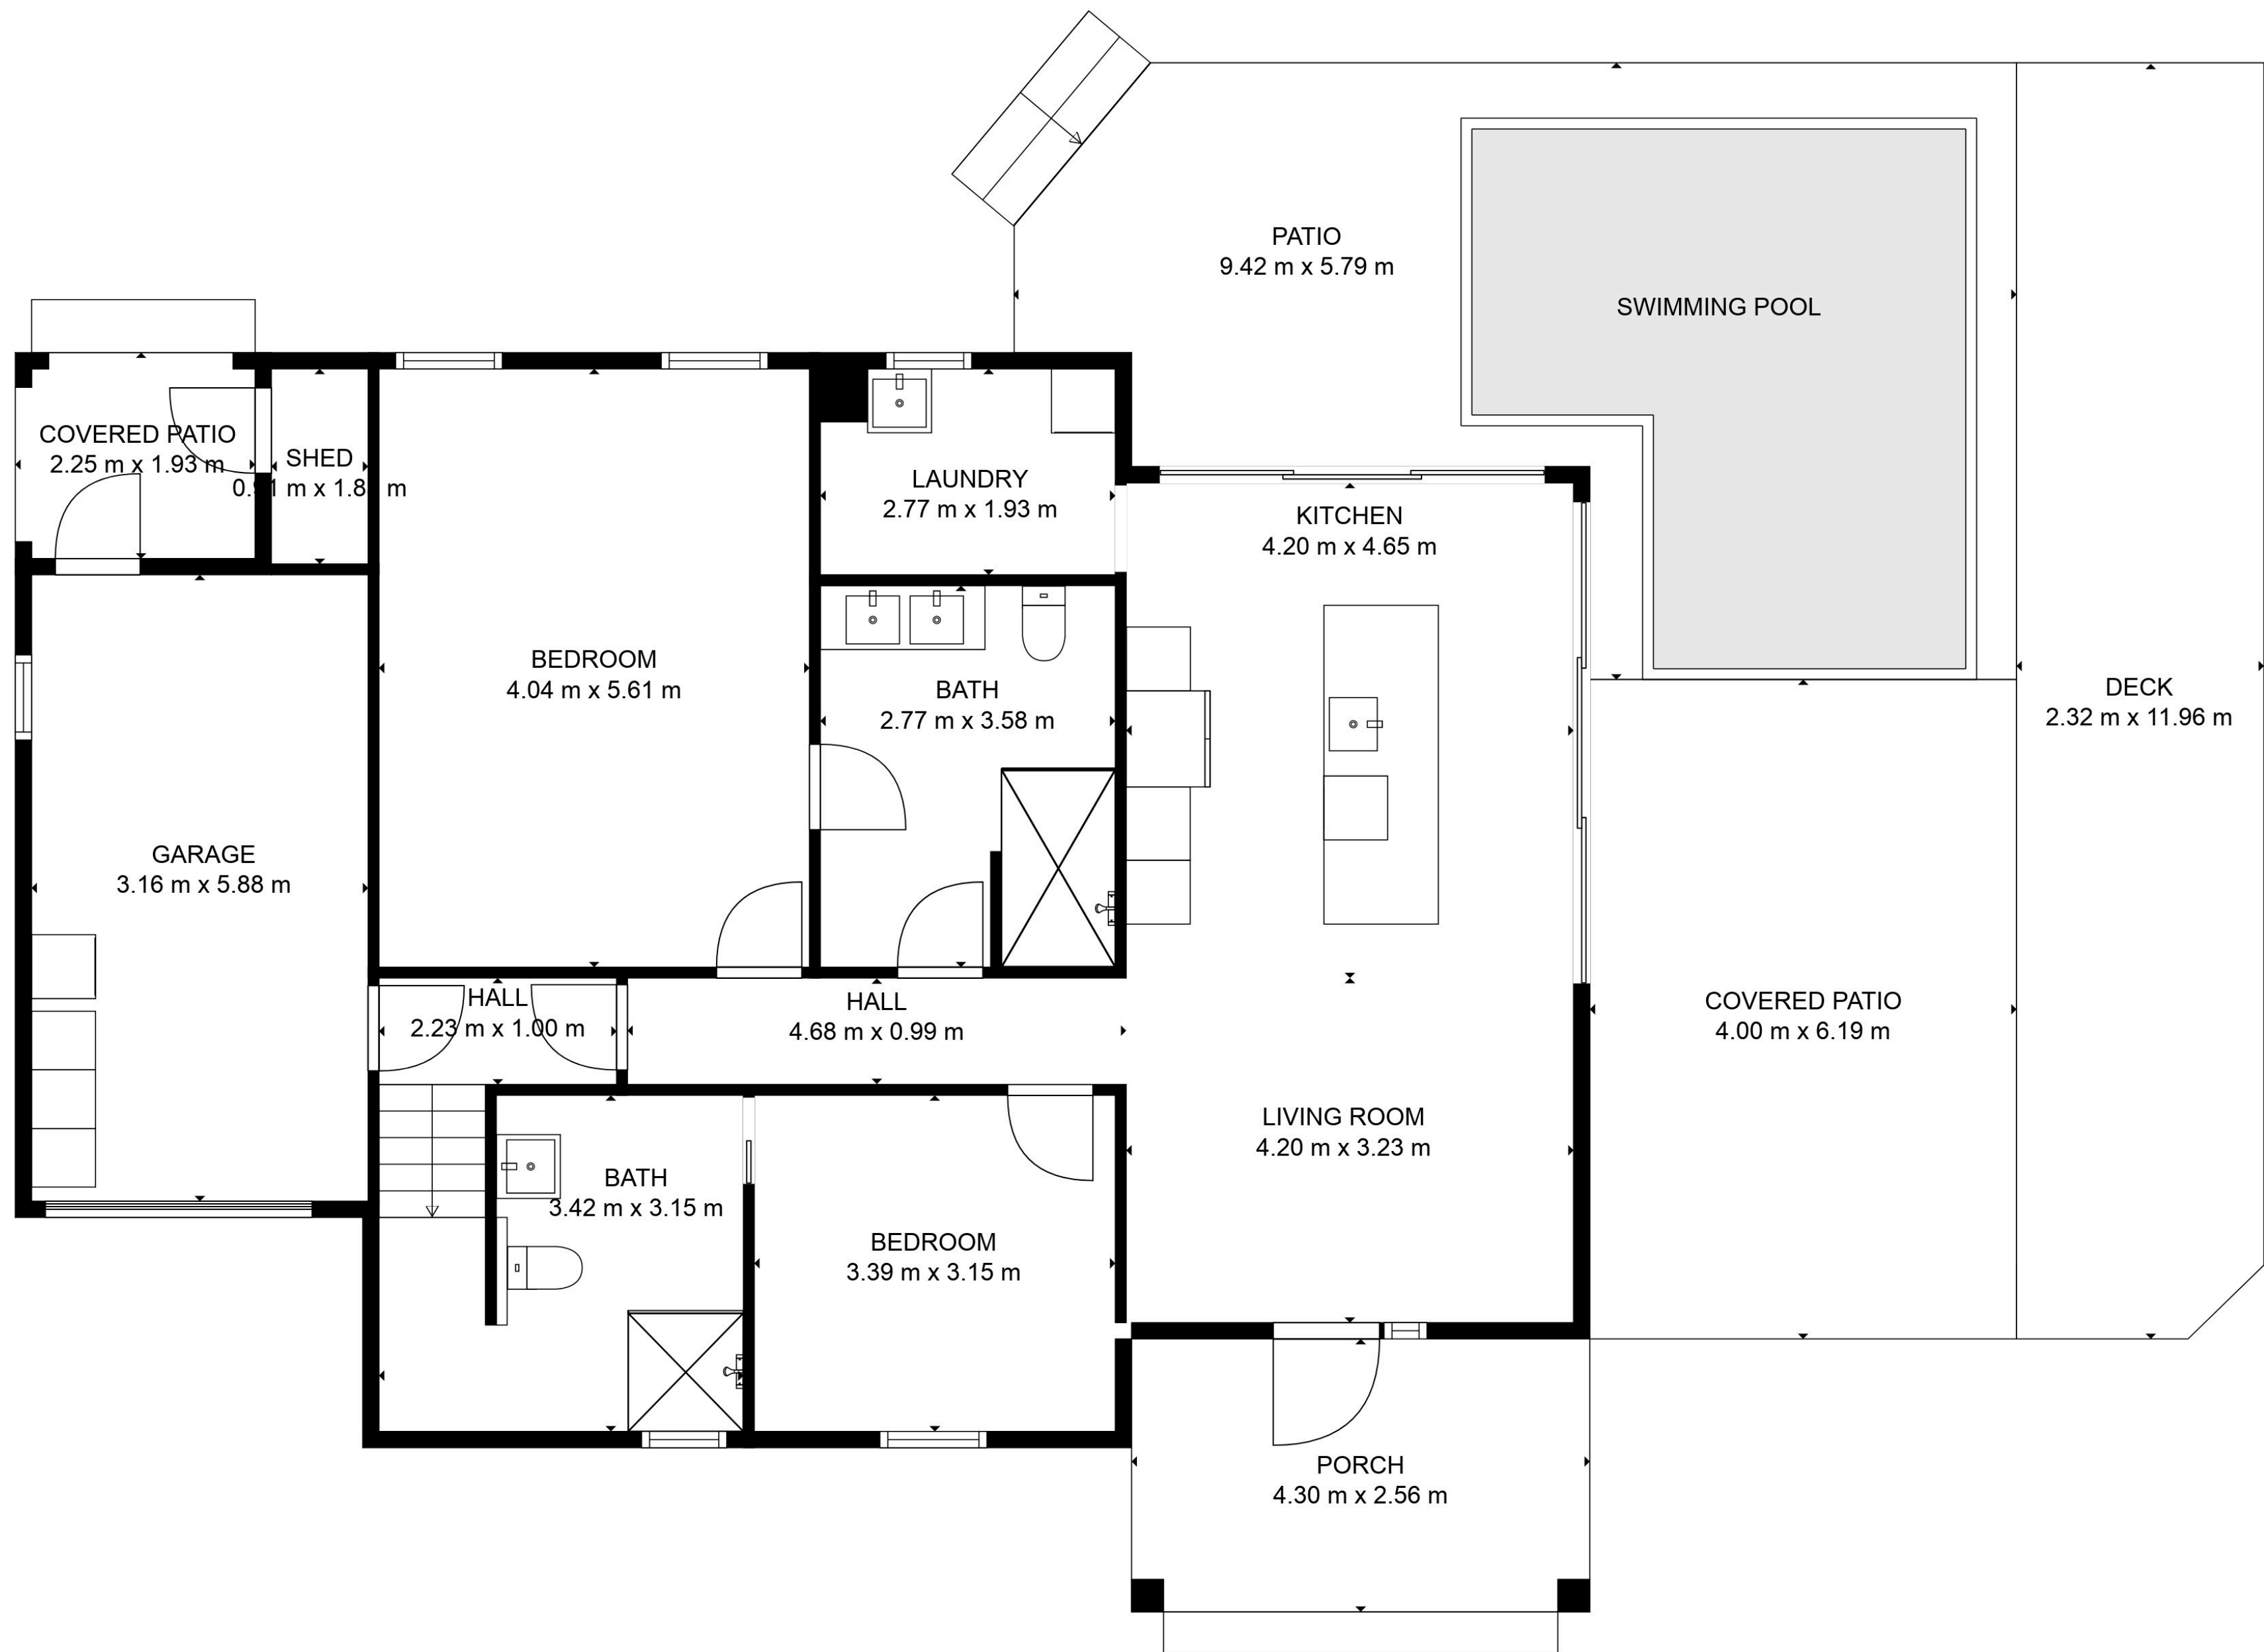 PATIO
9.42 m x 5.79 m
SWIMMING POOL
COVERED PATIO
2.25 m x 1.93 m
SHED
LAUNDRY
2.77 m x 1.93 m
KITCHEN
4.20 m x 4.65 m
BEDROOM
4.04 m x 5.61 m
BATH
2.77 m x 3.58 m
DECK
2.32 m x 11.96 m
GARAGE
3.16 m x 5.88 m
HALL
2.23 m x 1.00 m
HALL
4.68 m x 0.99 m
COVERED PATIO
4.00 m x 6.19 m
LIVING ROOM
4.20 m x 3.23 m
BATH
3.42 m x 3.15 m
BEDROOM
3.39 m x 3.15 m
PORCH
4.30 m x 2.56 m